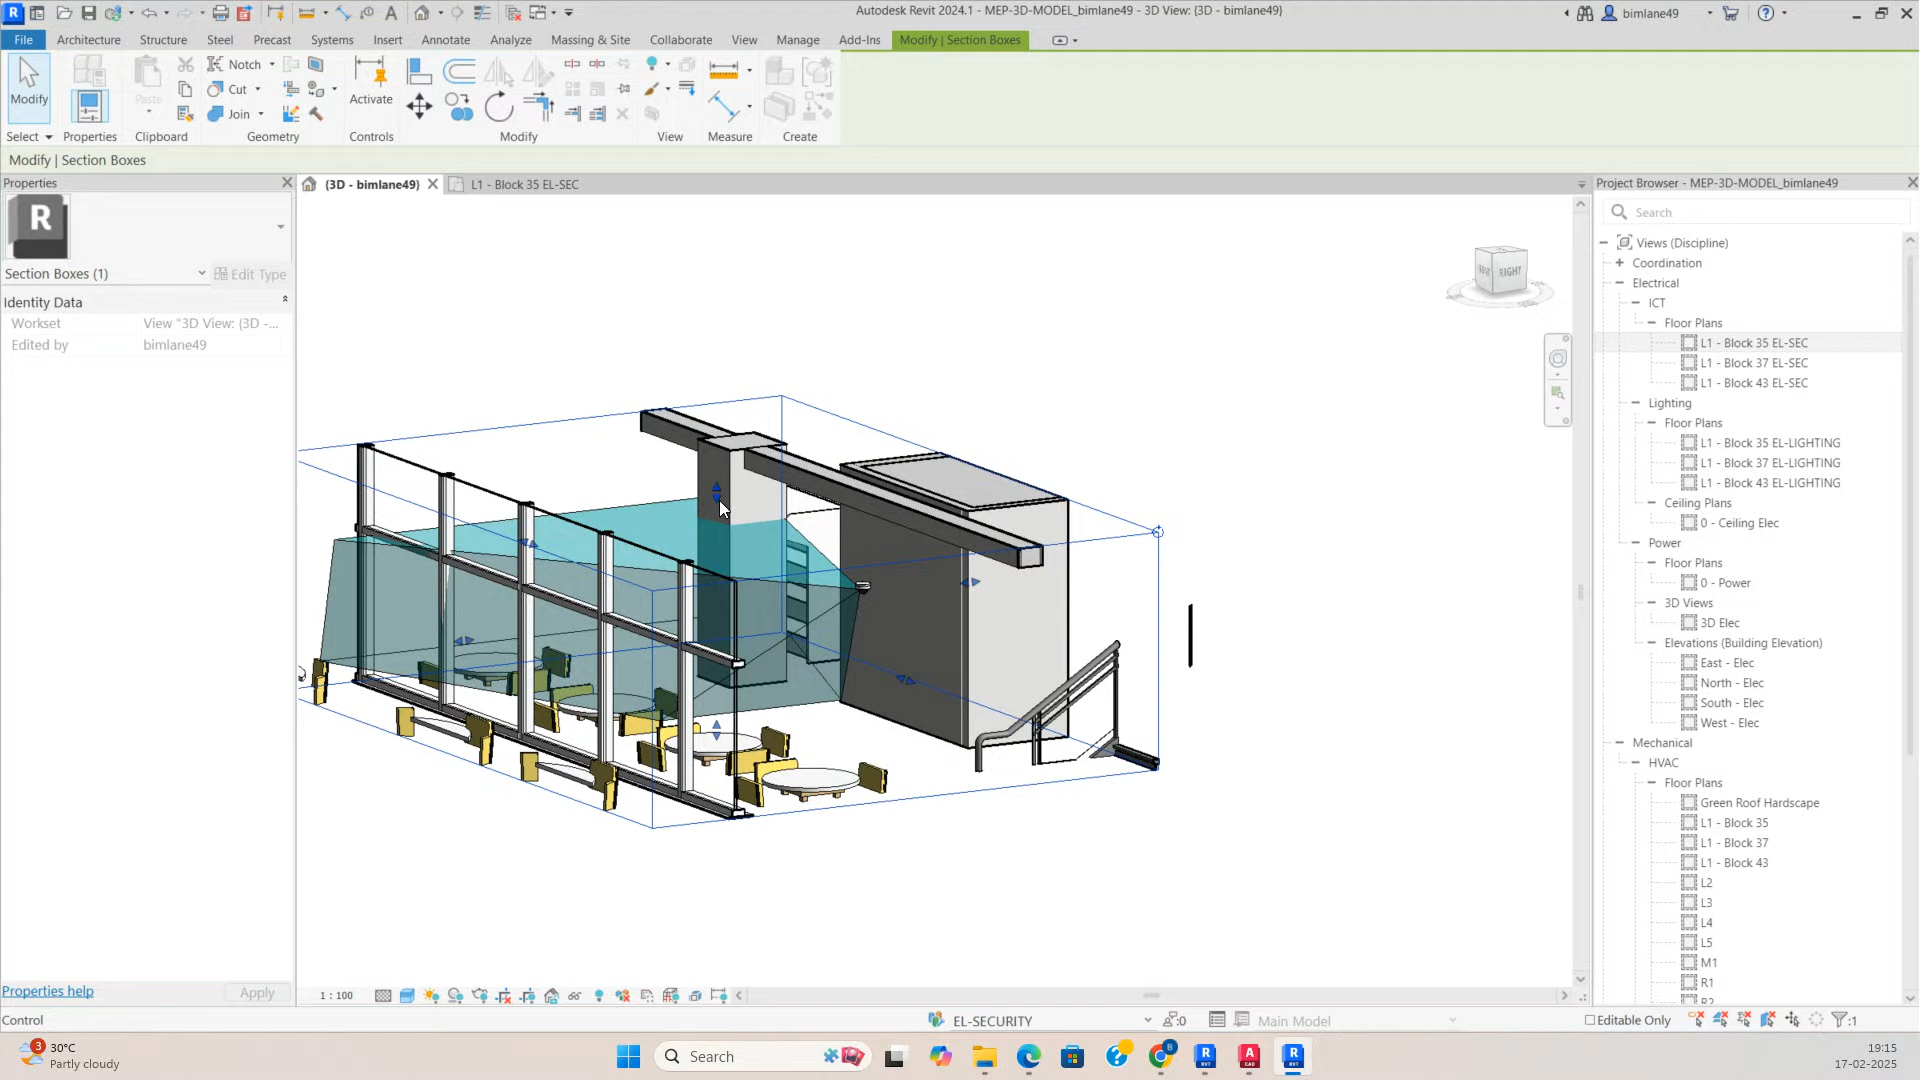 Autodesk Revit 2024.1 - MEP-3D-MODEL_bimlane49 - 3D View: {3D - bimlane49}
bimlane49
File Architecture Structure Steel Precast Systems Insert Annotate Analyze Massing & Site Collaborate View Manage Add-Ins Modify | Section Boxes
Modify
Paste
Notch
Cut
Join
Activate
Select Properties Clipboard Geometry Controls Modify View Measure Create
Modify | Section Boxes
Properties
R
Section Boxes (1)
Edit Type
Identity Data
Workset View "3D View: {3D -...
Edited by bimlane49
Properties help
Apply
{3D - bimlane49}
L1 - Block 35 EL-SEC
RIGHT
1 : 100
Project Browser - MEP-3D-MODEL_bimlane49
Search
Views (Discipline)
Coordination
Electrical
ICT
Floor Plans
L1 - Block 35 EL-SEC
L1 - Block 37 EL-SEC
L1 - Block 43 EL-SEC
Lighting
Floor Plans
L1 - Block 35 EL-LIGHTING
L1 - Block 37 EL-LIGHTING
L1 - Block 43 EL-LIGHTING
Ceiling Plans
0 - Ceiling Elec
Power
Floor Plans
0 - Power
3D Views
3D Elec
Elevations (Building Elevation)
East - Elec
North - Elec
South - Elec
West - Elec
Mechanical
HVAC
Floor Plans
Green Roof Hardscape
L1 - Block 35
L1 - Block 37
L1 - Block 43
L2
L3
L4
L5
M1
R1
R2
Control
EL-SECURITY
:0
Main Model
Editable Only
:1
3
30°C
Partly cloudy
Search
19:15
17-02-2025